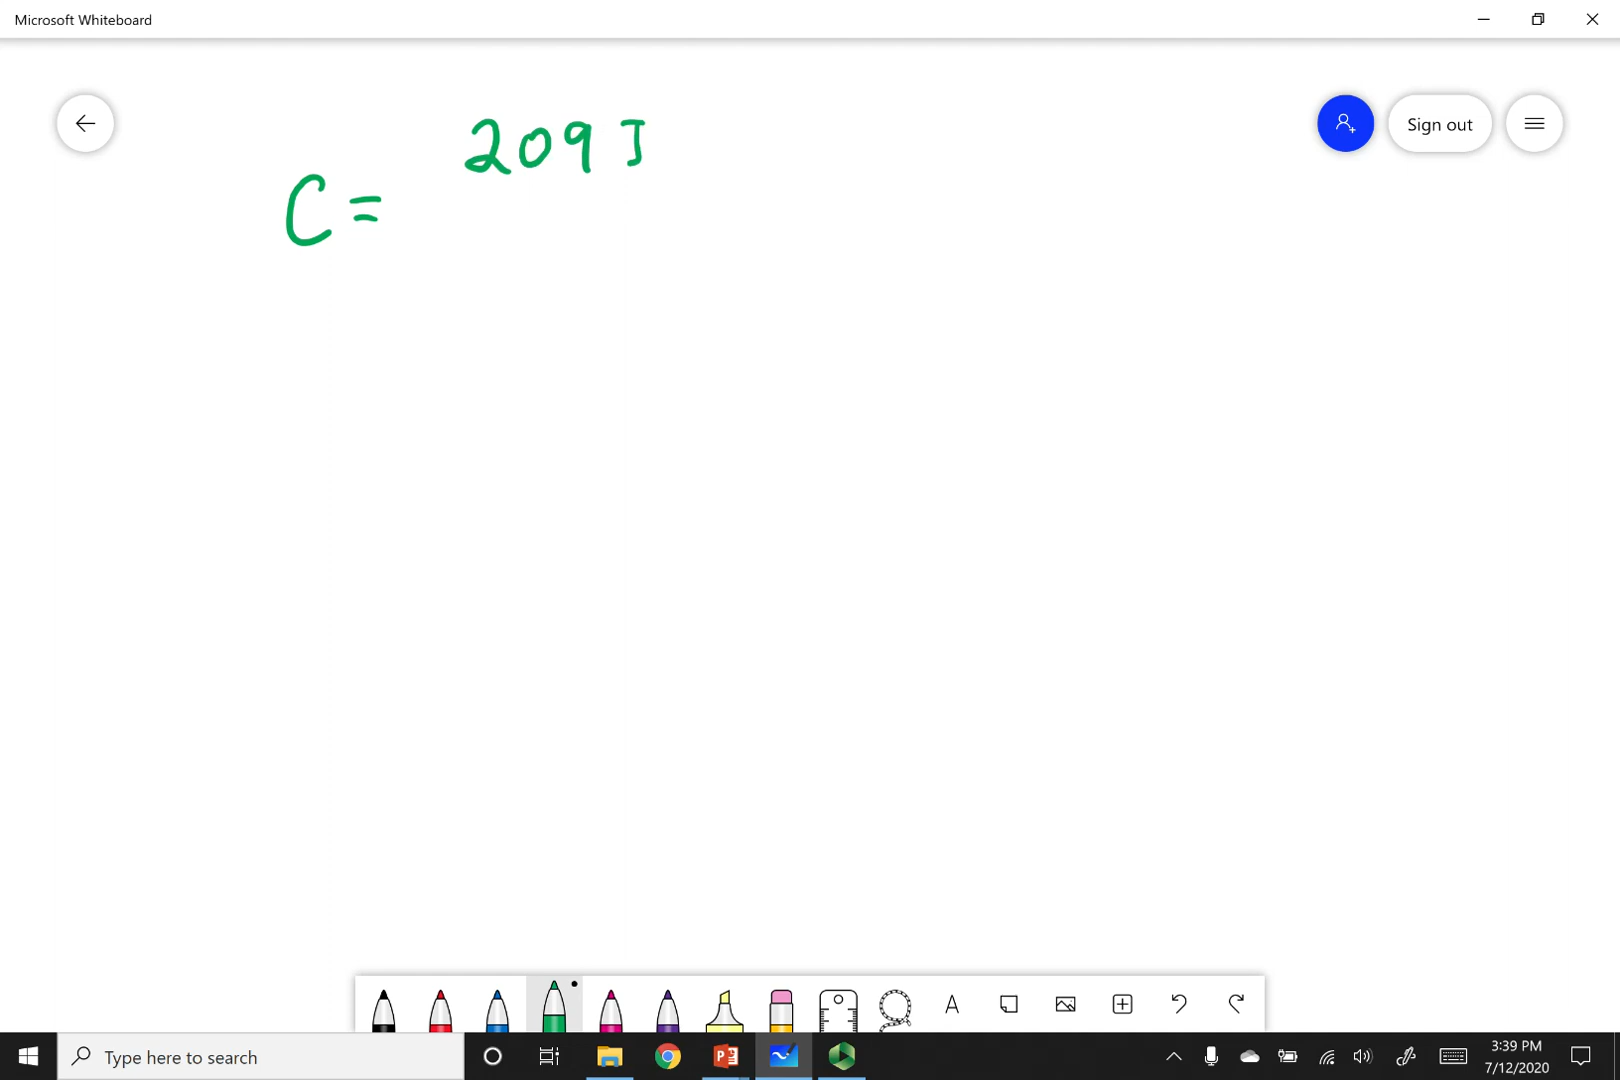 Microsoft Whiteboard
Sign out
209 J
C =
A
Type here to search
3:39 PM
7/12/2020